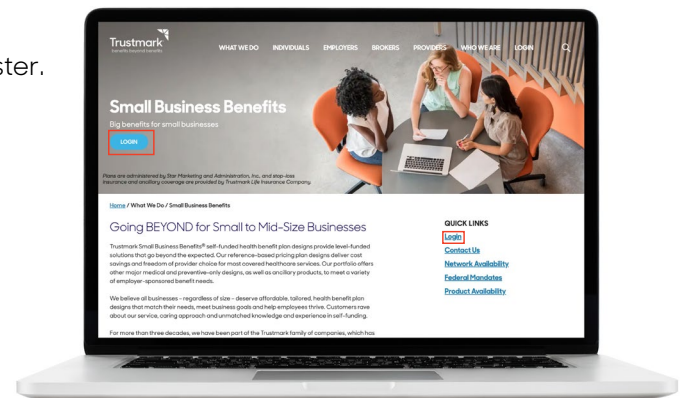 ster.
Trustmark
benefits beyond benefits
WHAT WE DO INDIVIDUALS EMPLOYERS BROKERS PROVIDERS WHO WE ARE LOGIN
Small Business Benefits
Big benefits for small businesses
LOGIN
Plans are administered by Star Marketing and Administration, Inc., and stop-loss
insurance and ancillary coverage are provided by Trustmark Life Insurance Company.
Home / What We Do / Small Business Benefits
Going BEYOND for Small to Mid-Size Businesses
Trustmark Small Business Benefits® self-funded health benefit plan designs provide level-funded
solutions that go beyond the expected. Our reference-based pricing plan designs deliver cost
savings and freedom of provider choice for most covered healthcare services. Our portfolio offers
other major medical and preventive-only designs, as well as ancillary products, to meet a variety
of employer-sponsored benefit needs.
We believe all businesses – regardless of size – deserve affordable, tailored, health benefit plan
designs that match their needs, meet business goals and help employees thrive. Customers rave
about our service, caring approach and unmatched knowledge and experience in self-funding.
For more than three decades, we have been part of the Trustmark family of companies, which has
QUICK LINKS
Login
Contact Us
Network Availability
Federal Mandates
Product Availability